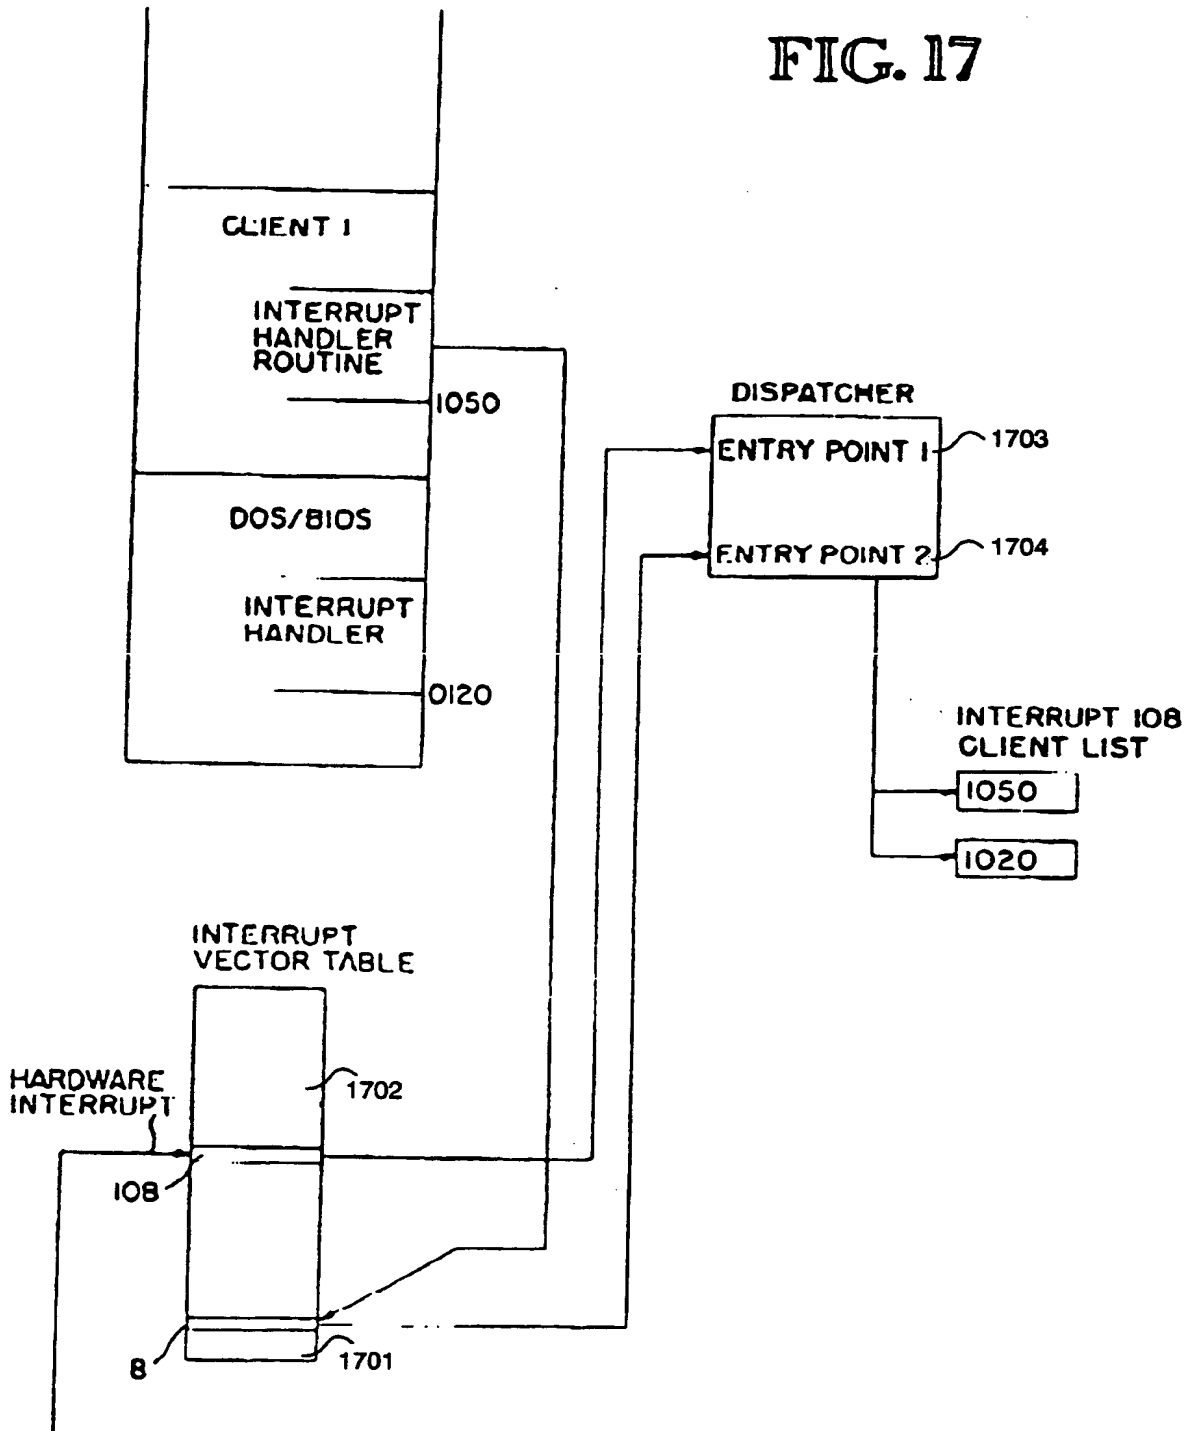 FIG. 17
CLIENT 1
INTERRUPT
HANDLER
ROUTINE
1050
DOS/BIOS
INTERRUPT
HANDLER
0120
DISPATCHER
ENTRY POINT 1
1703
ENTRY POINT 2
1704
INTERRUPT 108
CLIENT LIST
1050
1020
INTERRUPT
VECTOR TABLE
HARDWARE
INTERRUPT
1702
108
8
1701